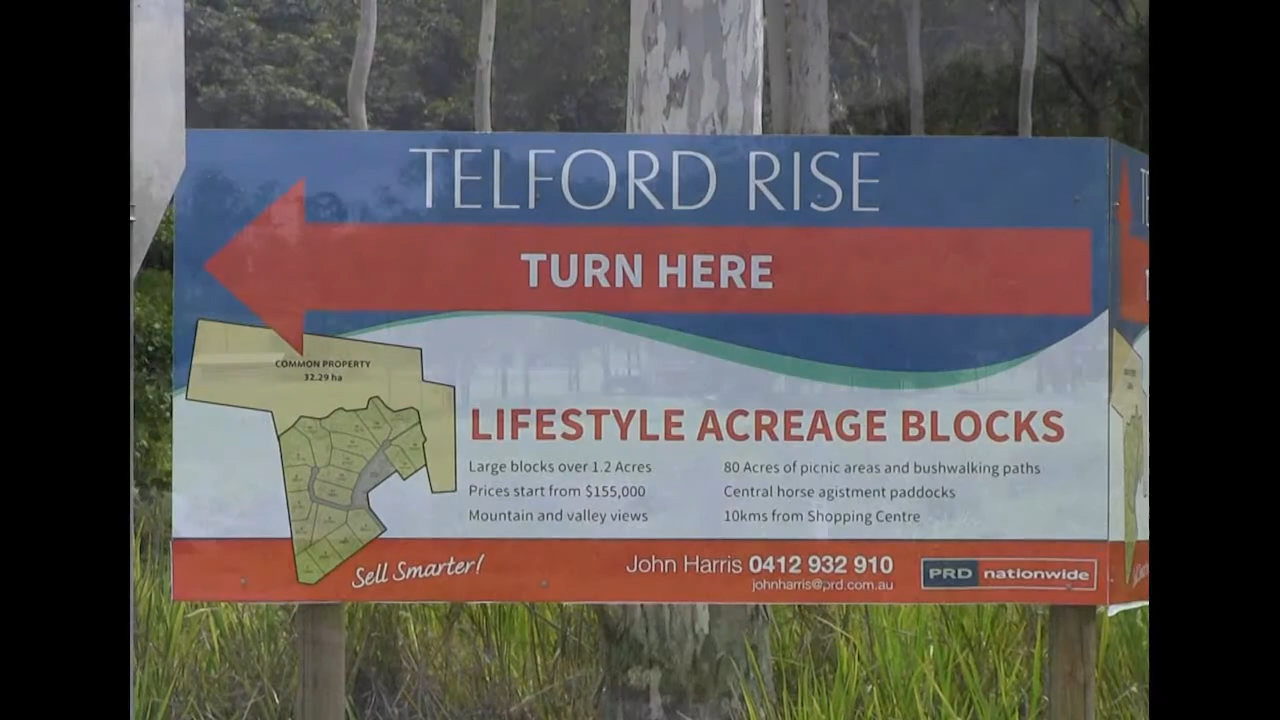 TELFORD RISE
TURN HERE
COMMON PROPERTY
32.29 ha
LIFESTYLE ACREAGE BLOCKS
Large blocks over 1.2 Acres
Prices start from $155,000
Mountain and valley views
80 Acres of picnic areas and bushwalking paths
Central horse agistment paddocks
10kms from Shopping Centre
Sell Smarter!
John Harris 0412 932 910
johnharris@prd.com.au
PRD nationwide